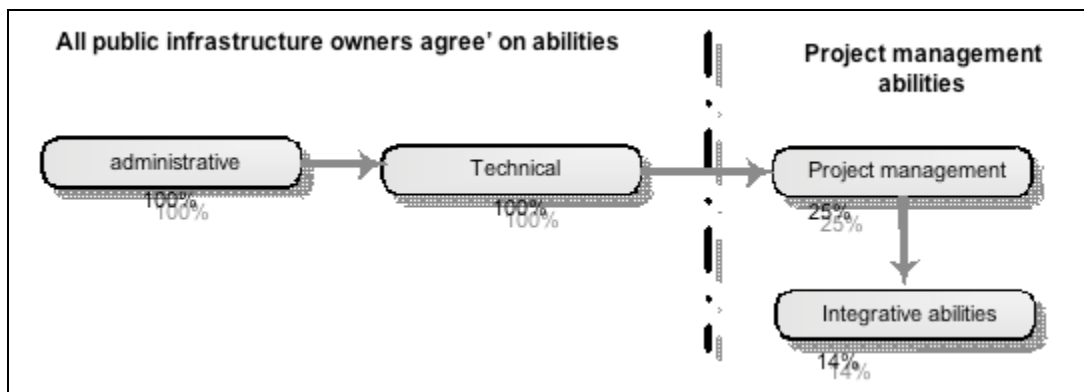 All public infrastructure owners agree’ on abilities
Project management
abilities
administrative
100%
Technical
100%
Project management
25%
Integrative abilities
14%